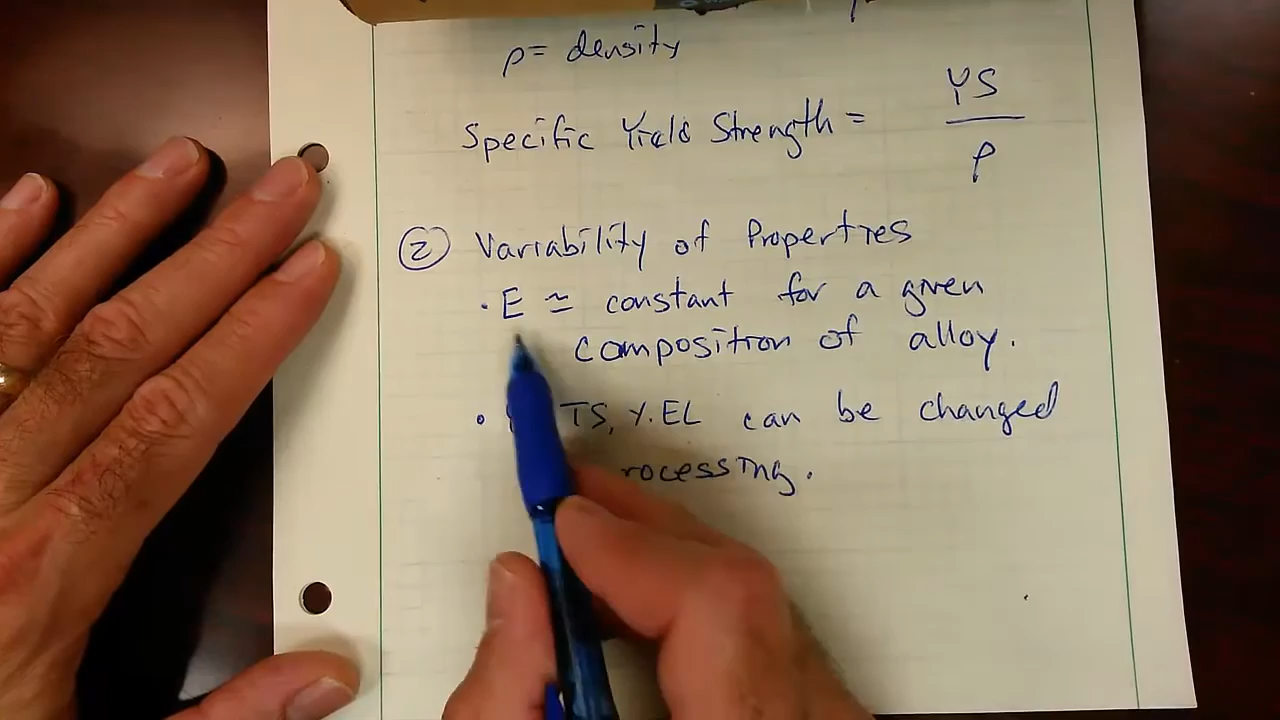 ρ = density
Specific Yield Strength = YS / ρ
② Variability of Properties
· E ≃ constant for a given
composition of alloy.
• TS, %EL can be changed
rocessing.